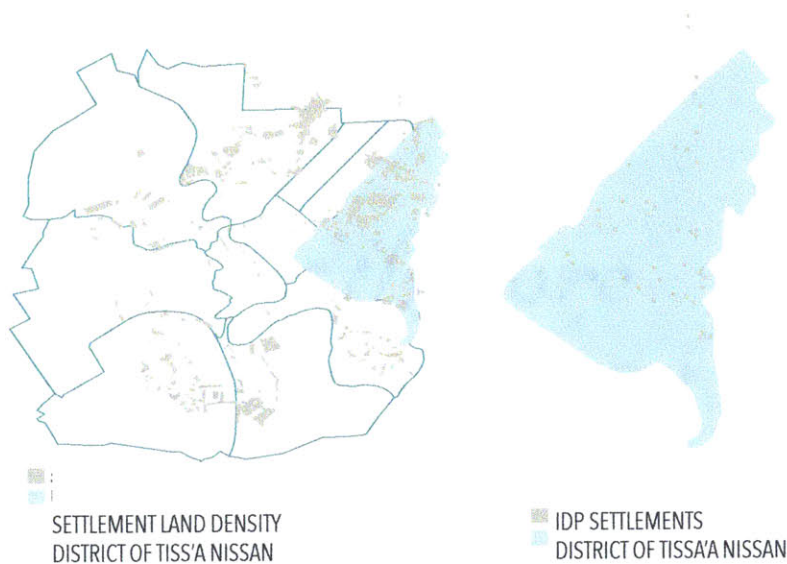 SETTLEMENT LAND DENSITY
DISTRICT OF TISS'A NISSAN
IDP SETTLEMENTS
DISTRICT OF TISSA'A NISSAN